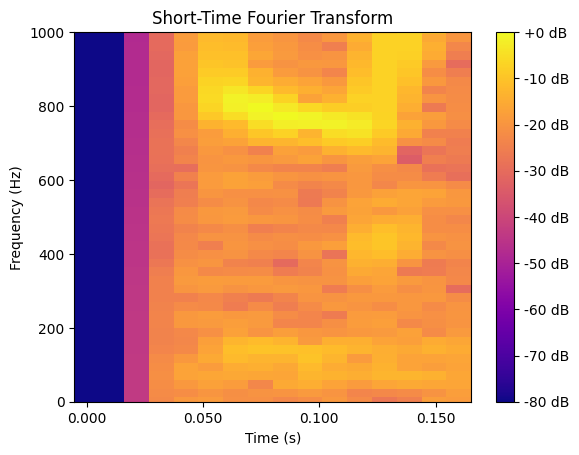 Short-Time Fourier Transform
1000
800
600
400
200
0
Frequency (Hz)
0.000
0.050
0.100
0.150
Time (s)
+0 dB
-10 dB
-20 dB
-30 dB
-40 dB
-50 dB
-60 dB
-70 dB
-80 dB